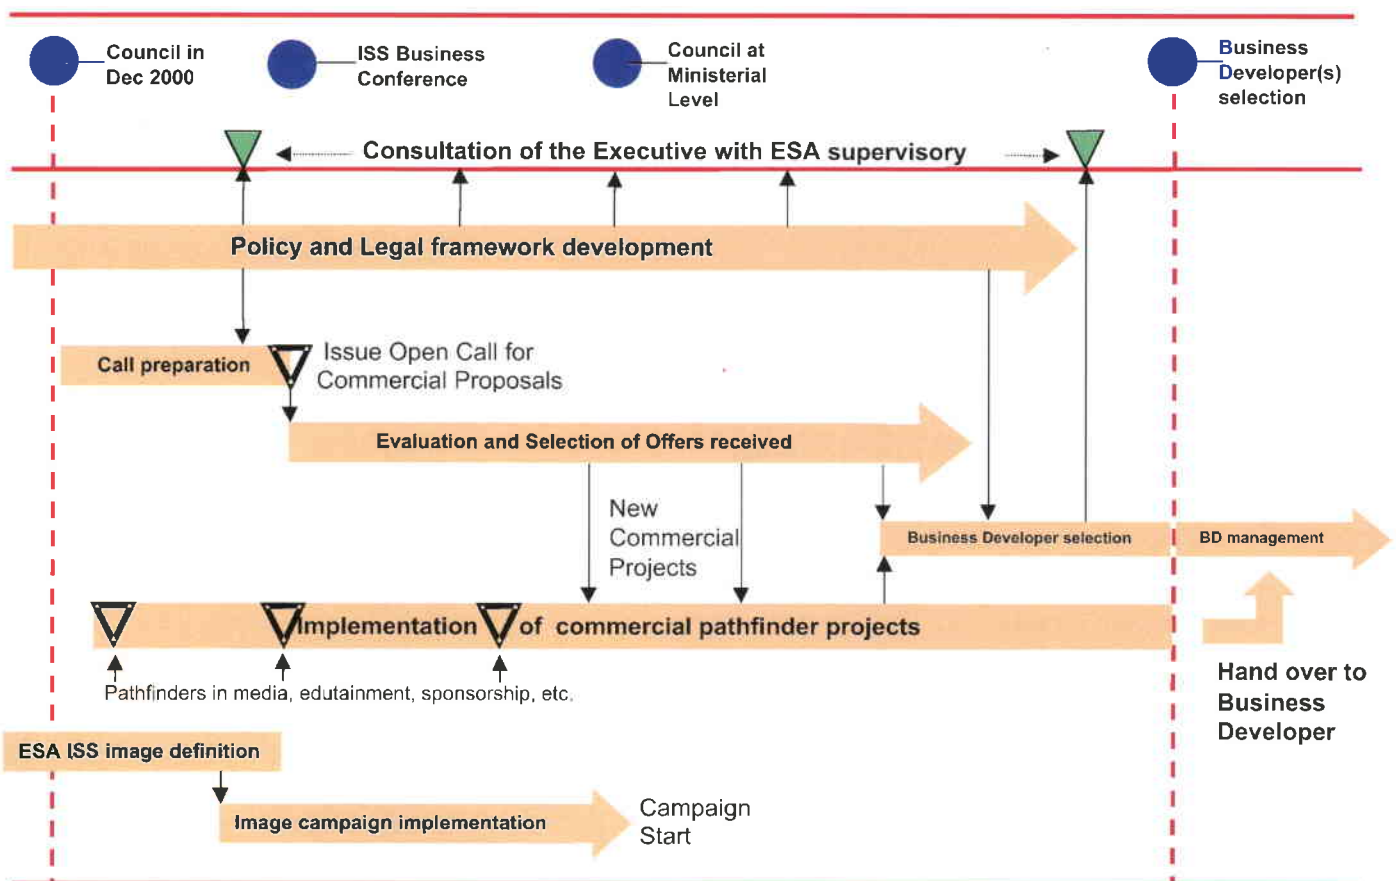 Council in
Dec 2000
ISS Business
Conference
Council at
Ministerial
Level
Business
Developer(s)
selection
Consultation of the Executive with ESA supervisory
Policy and Legal framework development
Call preparation
Issue Open Call for
Commercial Proposals
Evaluation and Selection of Offers received
New
Commercial
Projects
Business Developer selection
BD management
Implementation of commercial pathfinder projects
Pathfinders in media, edutainment, sponsorship, etc.
Hand over to
Business
Developer
ESA ISS image definition
Image campaign implementation
Campaign
Start